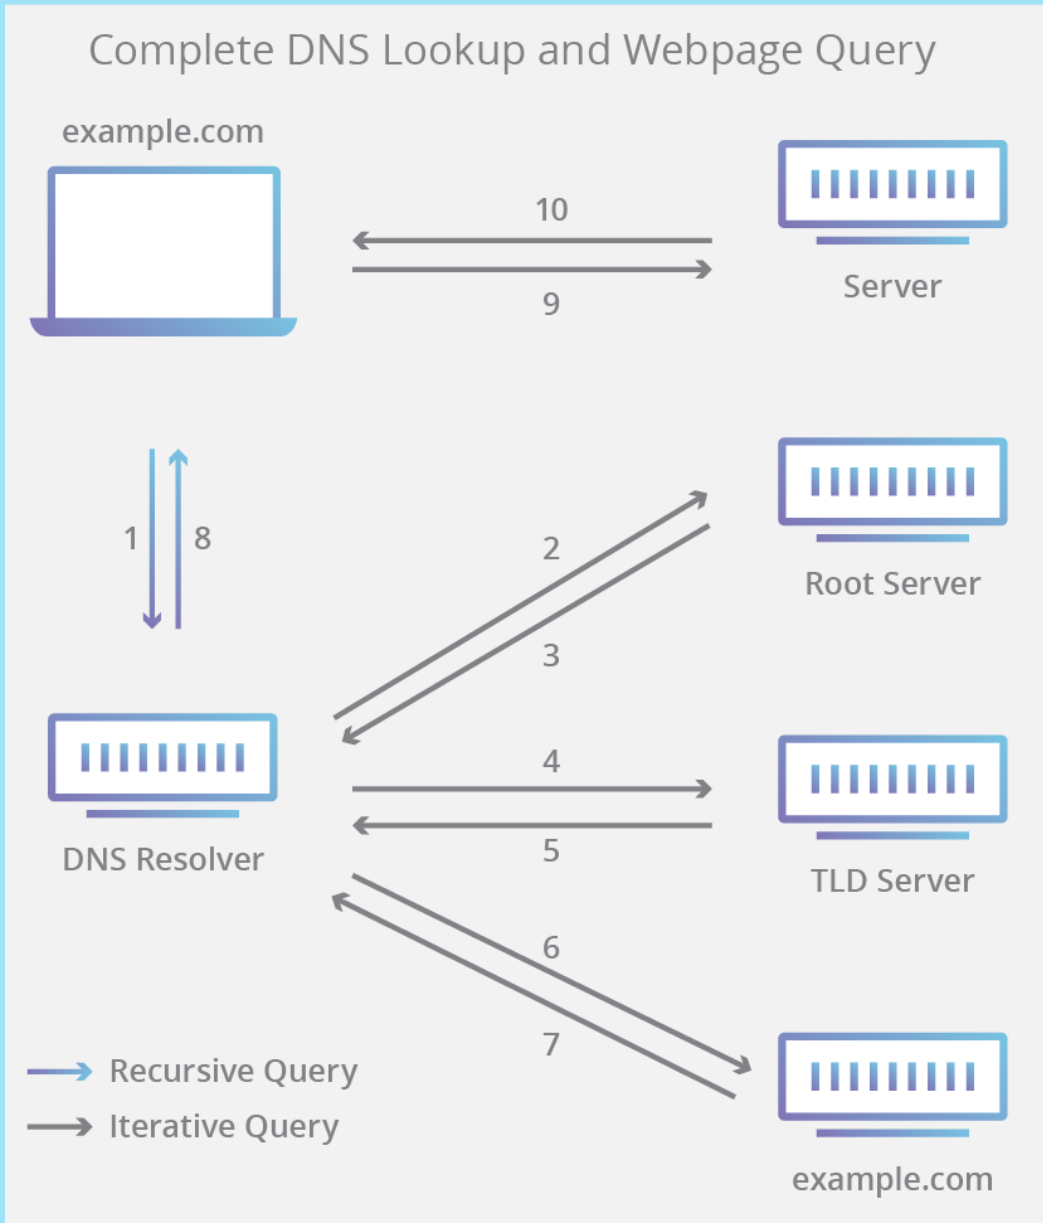 Complete DNS Lookup and Webpage Query
example.com
10
9
Server
1
8
2
3
Root Server
DNS Resolver
4
5
TLD Server
6
7
example.com
Recursive Query
Iterative Query